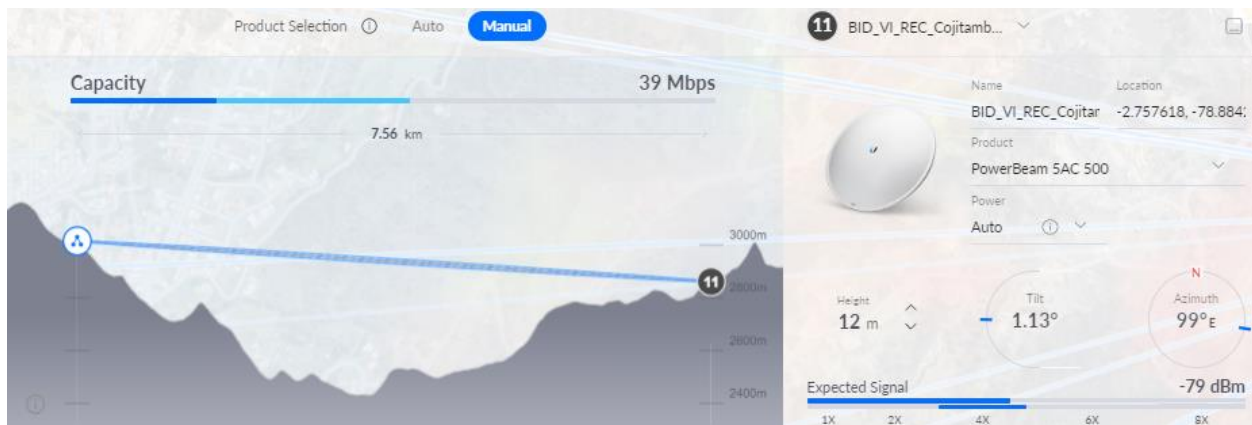 Product Selection Auto Manual
11 BID_VI_REC_Cojitamb...
Capacity 39 Mbps
7.56 km
3000m
2800m
2600m
2400m
11
Name Location
BID_VI_REC_Cojitar -2.757618, -78.884
Product
PowerBeam 5AC 500
Power
Auto
Height
12 m
Tilt
1.13°
N
Azimuth
99°E
Expected Signal -79 dBm
1X 2X 4X 6X 8X